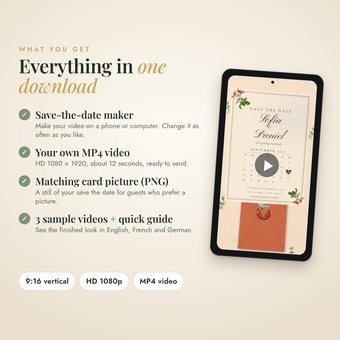 WHAT YOU GET
Everything in one
download
Save-the-date maker
Make your video on a phone or computer. Change it as
often as you like.
Your own MP4 video
HD 1080 × 1920, about 12 seconds, ready to send.
Matching card picture (PNG)
A still of your save the date for guests who prefer a
picture.
3 sample videos + quick guide
See the finished look in English, French and German.
9:16 vertical
HD 1080p
MP4 video
SAVE THE DATE
Sofia
Daniel
SEPTEMBER